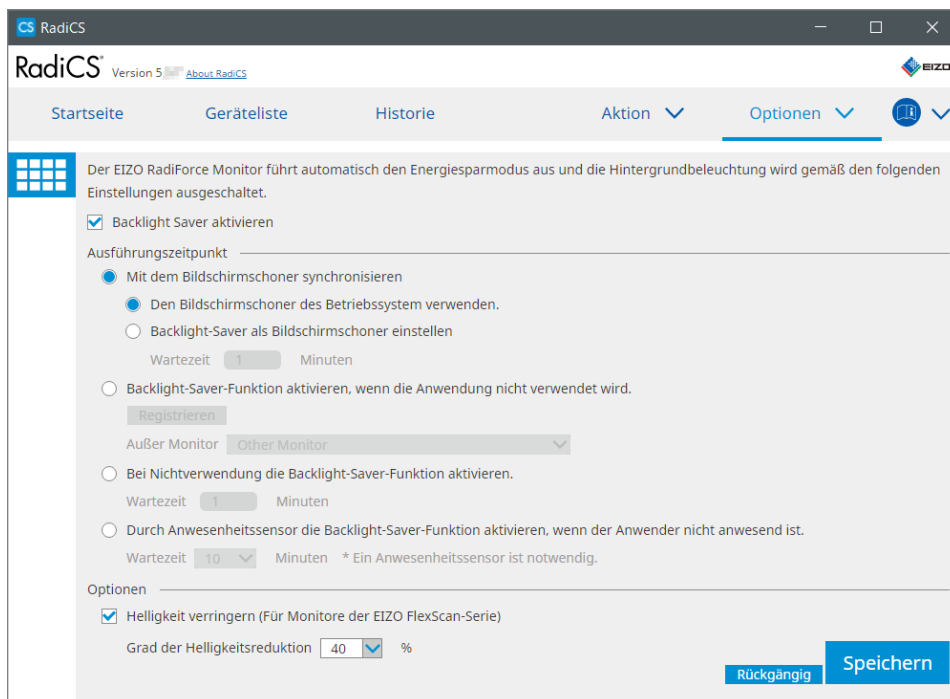 CS RadiCS
RadiCS® Version 5. About RadiCS EIZO
Startseite Geräteliste Historie Aktion Optionen
Der EIZO RadiForce Monitor führt automatisch den Energiesparmodus aus und die Hintergrundbeleuchtung wird gemäß den folgenden
Einstellungen ausgeschaltet.
Backlight Saver aktivieren
Ausführungszeitpunkt
Mit dem Bildschirmschoner synchronisieren
Den Bildschirmschoner des Betriebssystem verwenden.
Backlight-Saver als Bildschirmschoner einstellen
Wartezeit 1 Minuten
Backlight-Saver-Funktion aktivieren, wenn die Anwendung nicht verwendet wird.
Registrieren
Außer Monitor Other Monitor
Bei Nichtverwendung die Backlight-Saver-Funktion aktivieren.
Wartezeit 1 Minuten
Durch Anwesenheitssensor die Backlight-Saver-Funktion aktivieren, wenn der Anwender nicht anwesend ist.
Wartezeit 10 Minuten * Ein Anwesenheitssensor ist notwendig.
Optionen
Helligkeit verringern (Für Monitore der EIZO FlexScan-Serie)
Grad der Helligkeitsreduktion 40 %
Rückgängig Speichern